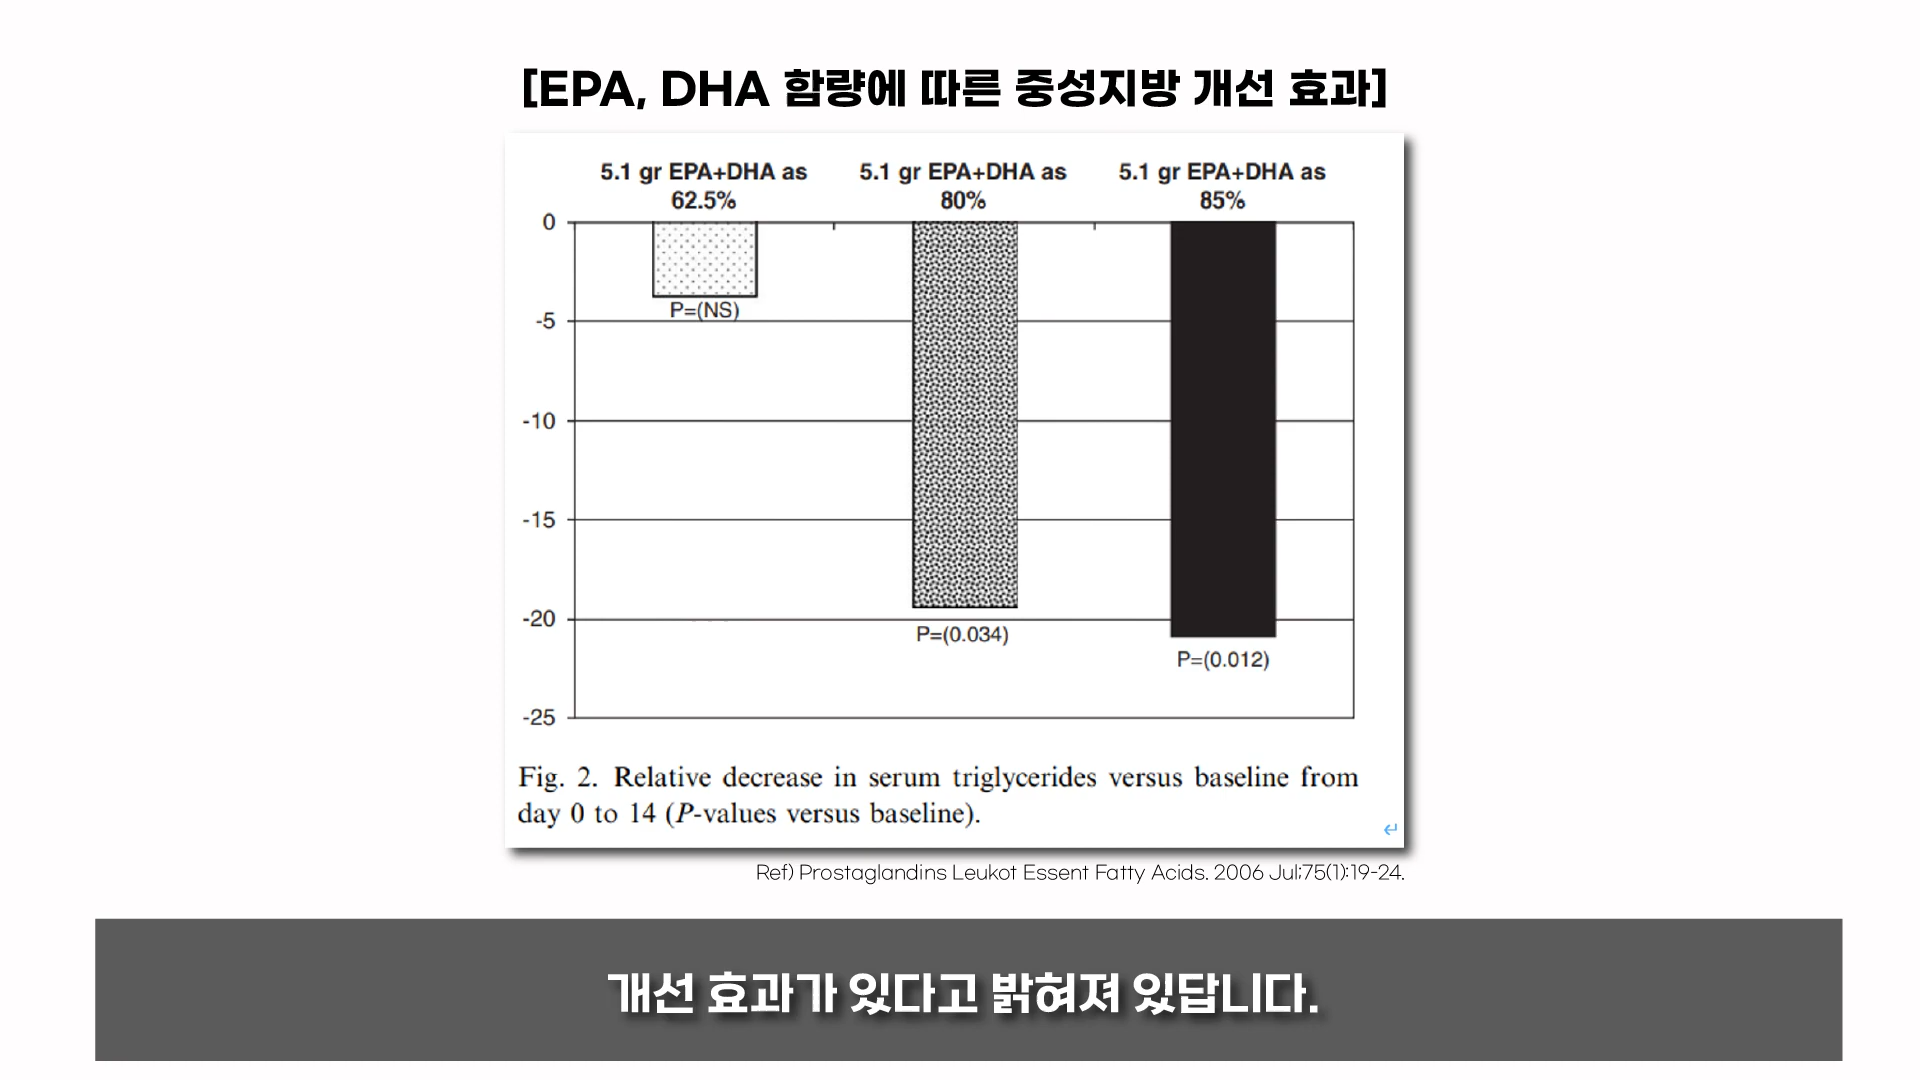 [EPA, DHA 함량에 따른 중성지방 개선 효과]
5.1 gr EPA+DHA as 62.5%
5.1 gr EPA+DHA as 80%
5.1 gr EPA+DHA as 85%
0
-5
-10
-15
-20
-25
P=(NS)
P=(0.034)
P=(0.012)
Fig. 2. Relative decrease in serum triglycerides versus baseline from
day 0 to 14 (P-values versus baseline).
Ref) Prostaglandins Leukot Essent Fatty Acids. 2006 Jul;75(1):19-24.
개선 효과가 있다고 밝혀져 있답니다.